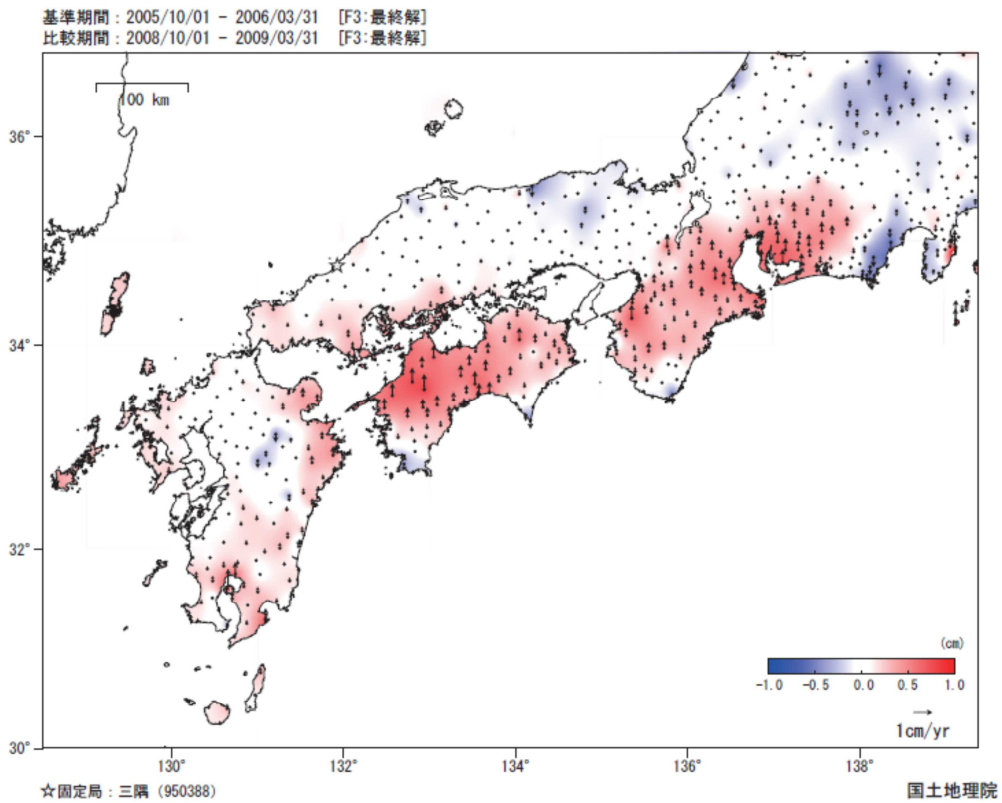 基準期間：2005/10/01 - 2006/03/31 [F3:最終解]
比較期間：2008/10/01 - 2009/03/31 [F3:最終解]
100 km
36°
34°
32°
30°
(cm)
-1.0 -0.5 0.0 0.5 1.0
1cm/yr
130° 132° 134° 136° 138°
☆固定局：三隅 (950388)
国土地理院